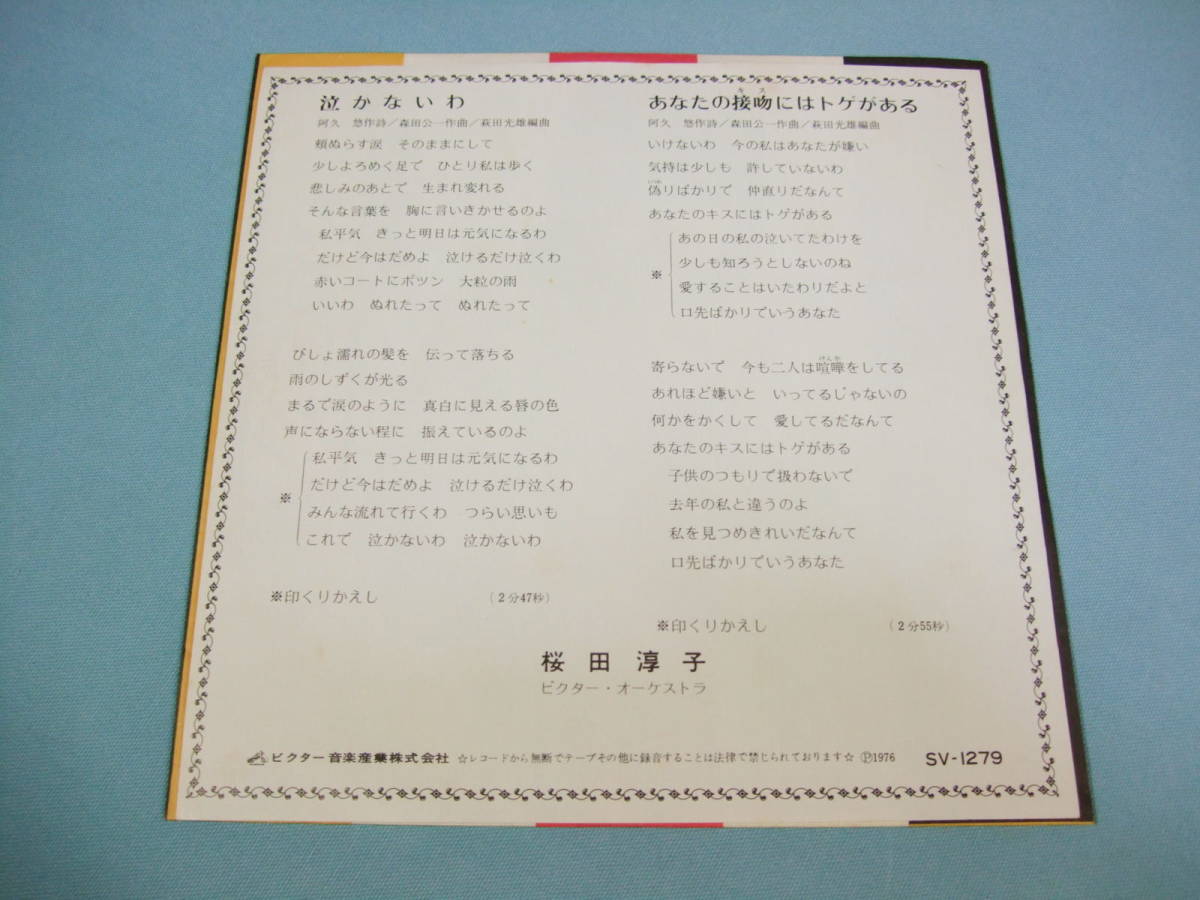 泣かないわ
阿久 悠作詩／森田公一作曲／萩田光雄編曲
頬ぬらす涙 そのままにして
少しよろめく足で ひとり私は歩く
悲しみのあとで 生まれ変れる
そんな言葉を 胸に言いきかせるのよ
私平気 きっと明日は元気になるわ
だけど今はだめよ 泣けるだけ泣くわ
赤いコートにポツン 大粒の雨
いいわ ぬれたって ぬれたって
びしょ濡れの髪を 伝って落ちる
雨のしずくが光る
まるで涙のように 真白に見える唇の色
声にならない程に 振えているのよ
※
私平気 きっと明日は元気になるわ
だけど今はだめよ 泣けるだけ泣くわ
みんな流れて行くわ つらい思いも
これで 泣かないわ 泣かないわ
※印くりかえし （2分47秒）
キス
あなたの接吻にはトゲがある
阿久 悠作詩／森田公一作曲／萩田光雄編曲
いけないわ 今の私はあなたが嫌い
気持は少しも 許していないわ
いつわ
偽りばかりで 仲直りだなんて
あなたのキスにはトゲがある
※
あの日の私の泣いてたわけを
少しも知ろうとしないのね
愛することはいたわりだよと
口先ばかりでいうあなた
けんか
寄らないで 今も二人は喧嘩をしてる
あれほど嫌いと いってるじゃないの
何かをかくして 愛してるだなんて
あなたのキスにはトゲがある
子供のつもりで扱わないで
去年の私と違うのよ
私を見つめきれいだなんて
口先ばかりでいうあなた
※印くりかえし （2分55秒）
桜田淳子
ビクター・オーケストラ
ビクター音楽産業株式会社 ☆レコードから無断でテープその他に録音することは法律で禁じられております☆ Ⓟ1976 SV-1279